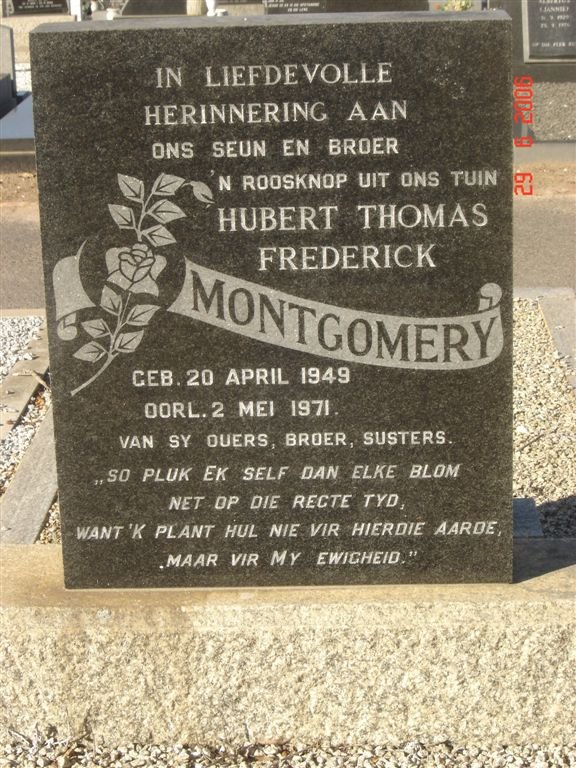 IN LIEFDEVOLLE
HERINNERING AAN
ONS SEUN EN BROER
'N ROOSKNOP UIT ONS TUIN
HUBERT THOMAS
FREDERICK
MONTGOMERY
GEB. 20 APRIL 1949
OORL. 2 MEI 1971.
VAN SY OUERS, BROER, SUSTERS.
„SO PLUK EK SELF DAN ELKE BLOM
NET OP DIE REGTE TYD,
WANT 'K PLANT HUL NIE VIR HIERDIE AARDE,
MAAR VIR MY EWIGHEID."
29 8 2006
(JANNIE)